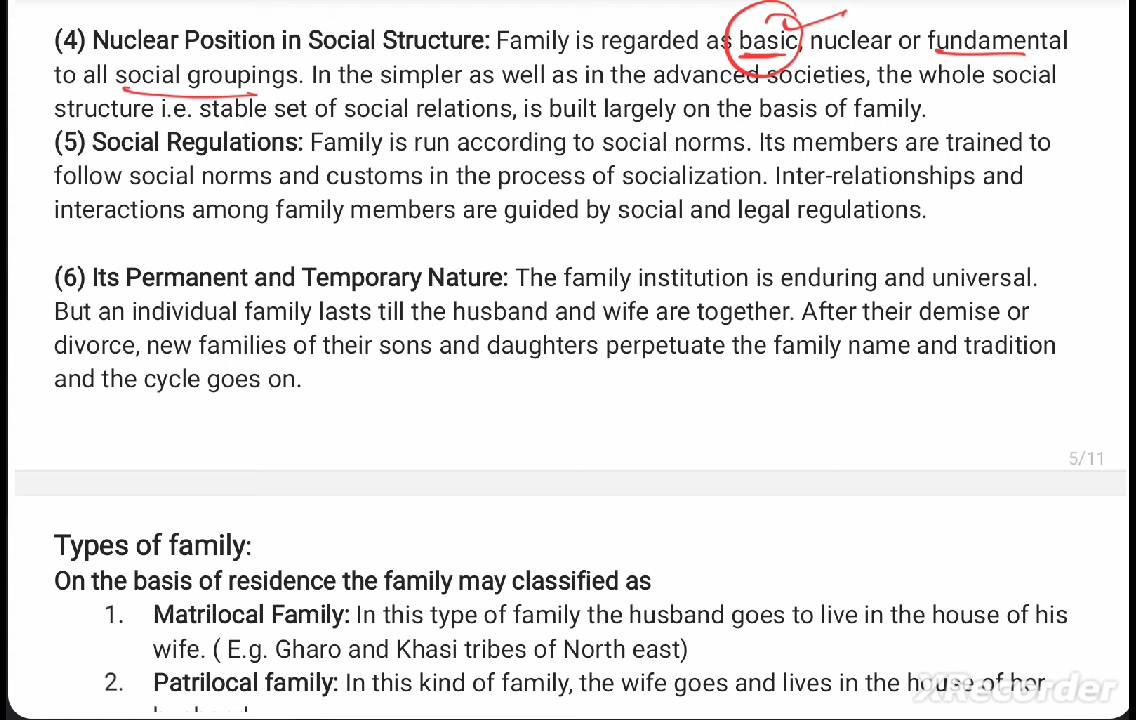 (4) Nuclear Position in Social Structure: Family is regarded as basic, nuclear or fundamental
to all social groupings. In the simpler as well as in the advanced societies, the whole social
structure i.e. stable set of social relations, is built largely on the basis of family.
(5) Social Regulations: Family is run according to social norms. Its members are trained to
follow social norms and customs in the process of socialization. Inter-relationships and
interactions among family members are guided by social and legal regulations.
(6) Its Permanent and Temporary Nature: The family institution is enduring and universal.
But an individual family lasts till the husband and wife are together. After their demise or
divorce, new families of their sons and daughters perpetuate the family name and tradition
and the cycle goes on.
5/11
Types of family:
On the basis of residence the family may classified as
1. Matrilocal Family: In this type of family the husband goes to live in the house of his
wife. ( E.g. Gharo and Khasi tribes of North east)
2. Patrilocal family: In this kind of family, the wife goes and lives in the house of her
XRecorder